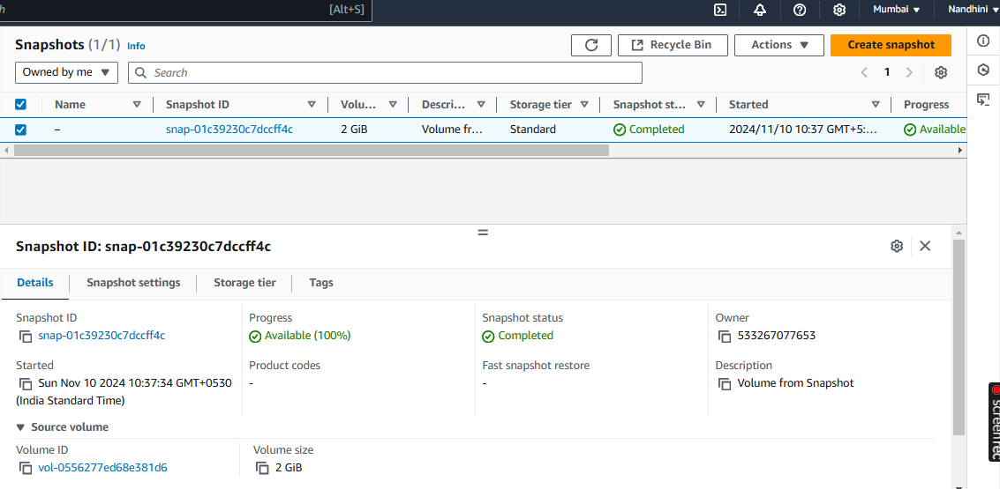 [Alt+S] Mumbai Nandhini
Snapshots (1/1) Info Recycle Bin Actions Create snapshot
Owned by me Search 1
Name Snapshot ID Volu... Descri... Storage tier Snapshot st... Started Progress
– snap-01c39230c7dccff4c 2 GiB Volume fr... Standard Completed 2024/11/10 10:37 GMT+5:... Available
Snapshot ID: snap-01c39230c7dccff4c
Details Snapshot settings Storage tier Tags
Snapshot ID Progress Snapshot status Owner
snap-01c39230c7dccff4c Available (100%) Completed 533267077653
Started Product codes Fast snapshot restore Description
Sun Nov 10 2024 10:37:34 GMT+0530 - - Volume from Snapshot
(India Standard Time)
Source volume
Volume ID Volume size
vol-0556277ed68e381d6 2 GiB
screenrec